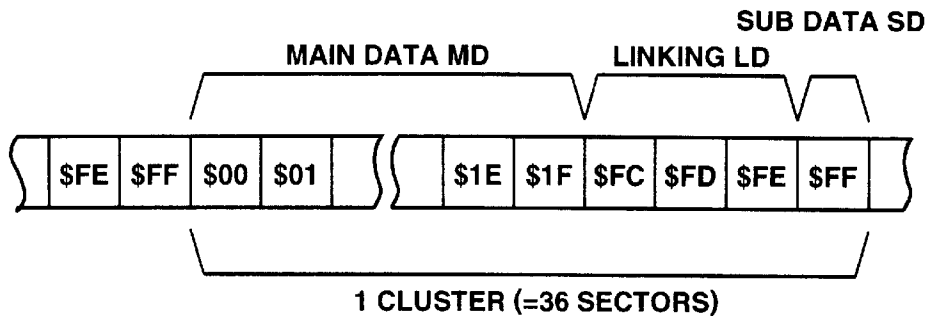 SUB DATA SD
MAIN DATA MD LINKING LD
$FE $FF $00 $01 $1E $1F $FC $FD $FE $FF
1 CLUSTER (=36 SECTORS)